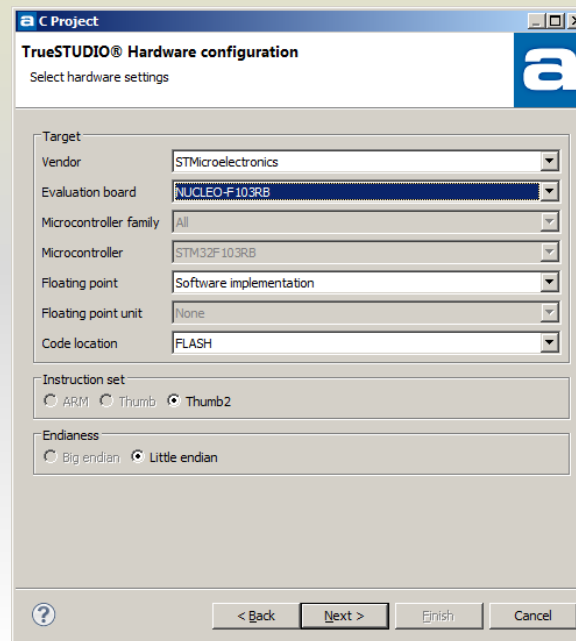 a C Project
TrueSTUDIO® Hardware configuration
Select hardware settings
a
Target
Vendor STMicroelectronics
Evaluation board NUCLEO-F103RB
Microcontroller family All
Microcontroller STM32F103RB
Floating point Software implementation
Floating point unit None
Code location FLASH
Instruction set
ARM Thumb Thumb2
Endianess
Big endian Little endian
? < Back Next > Finish Cancel